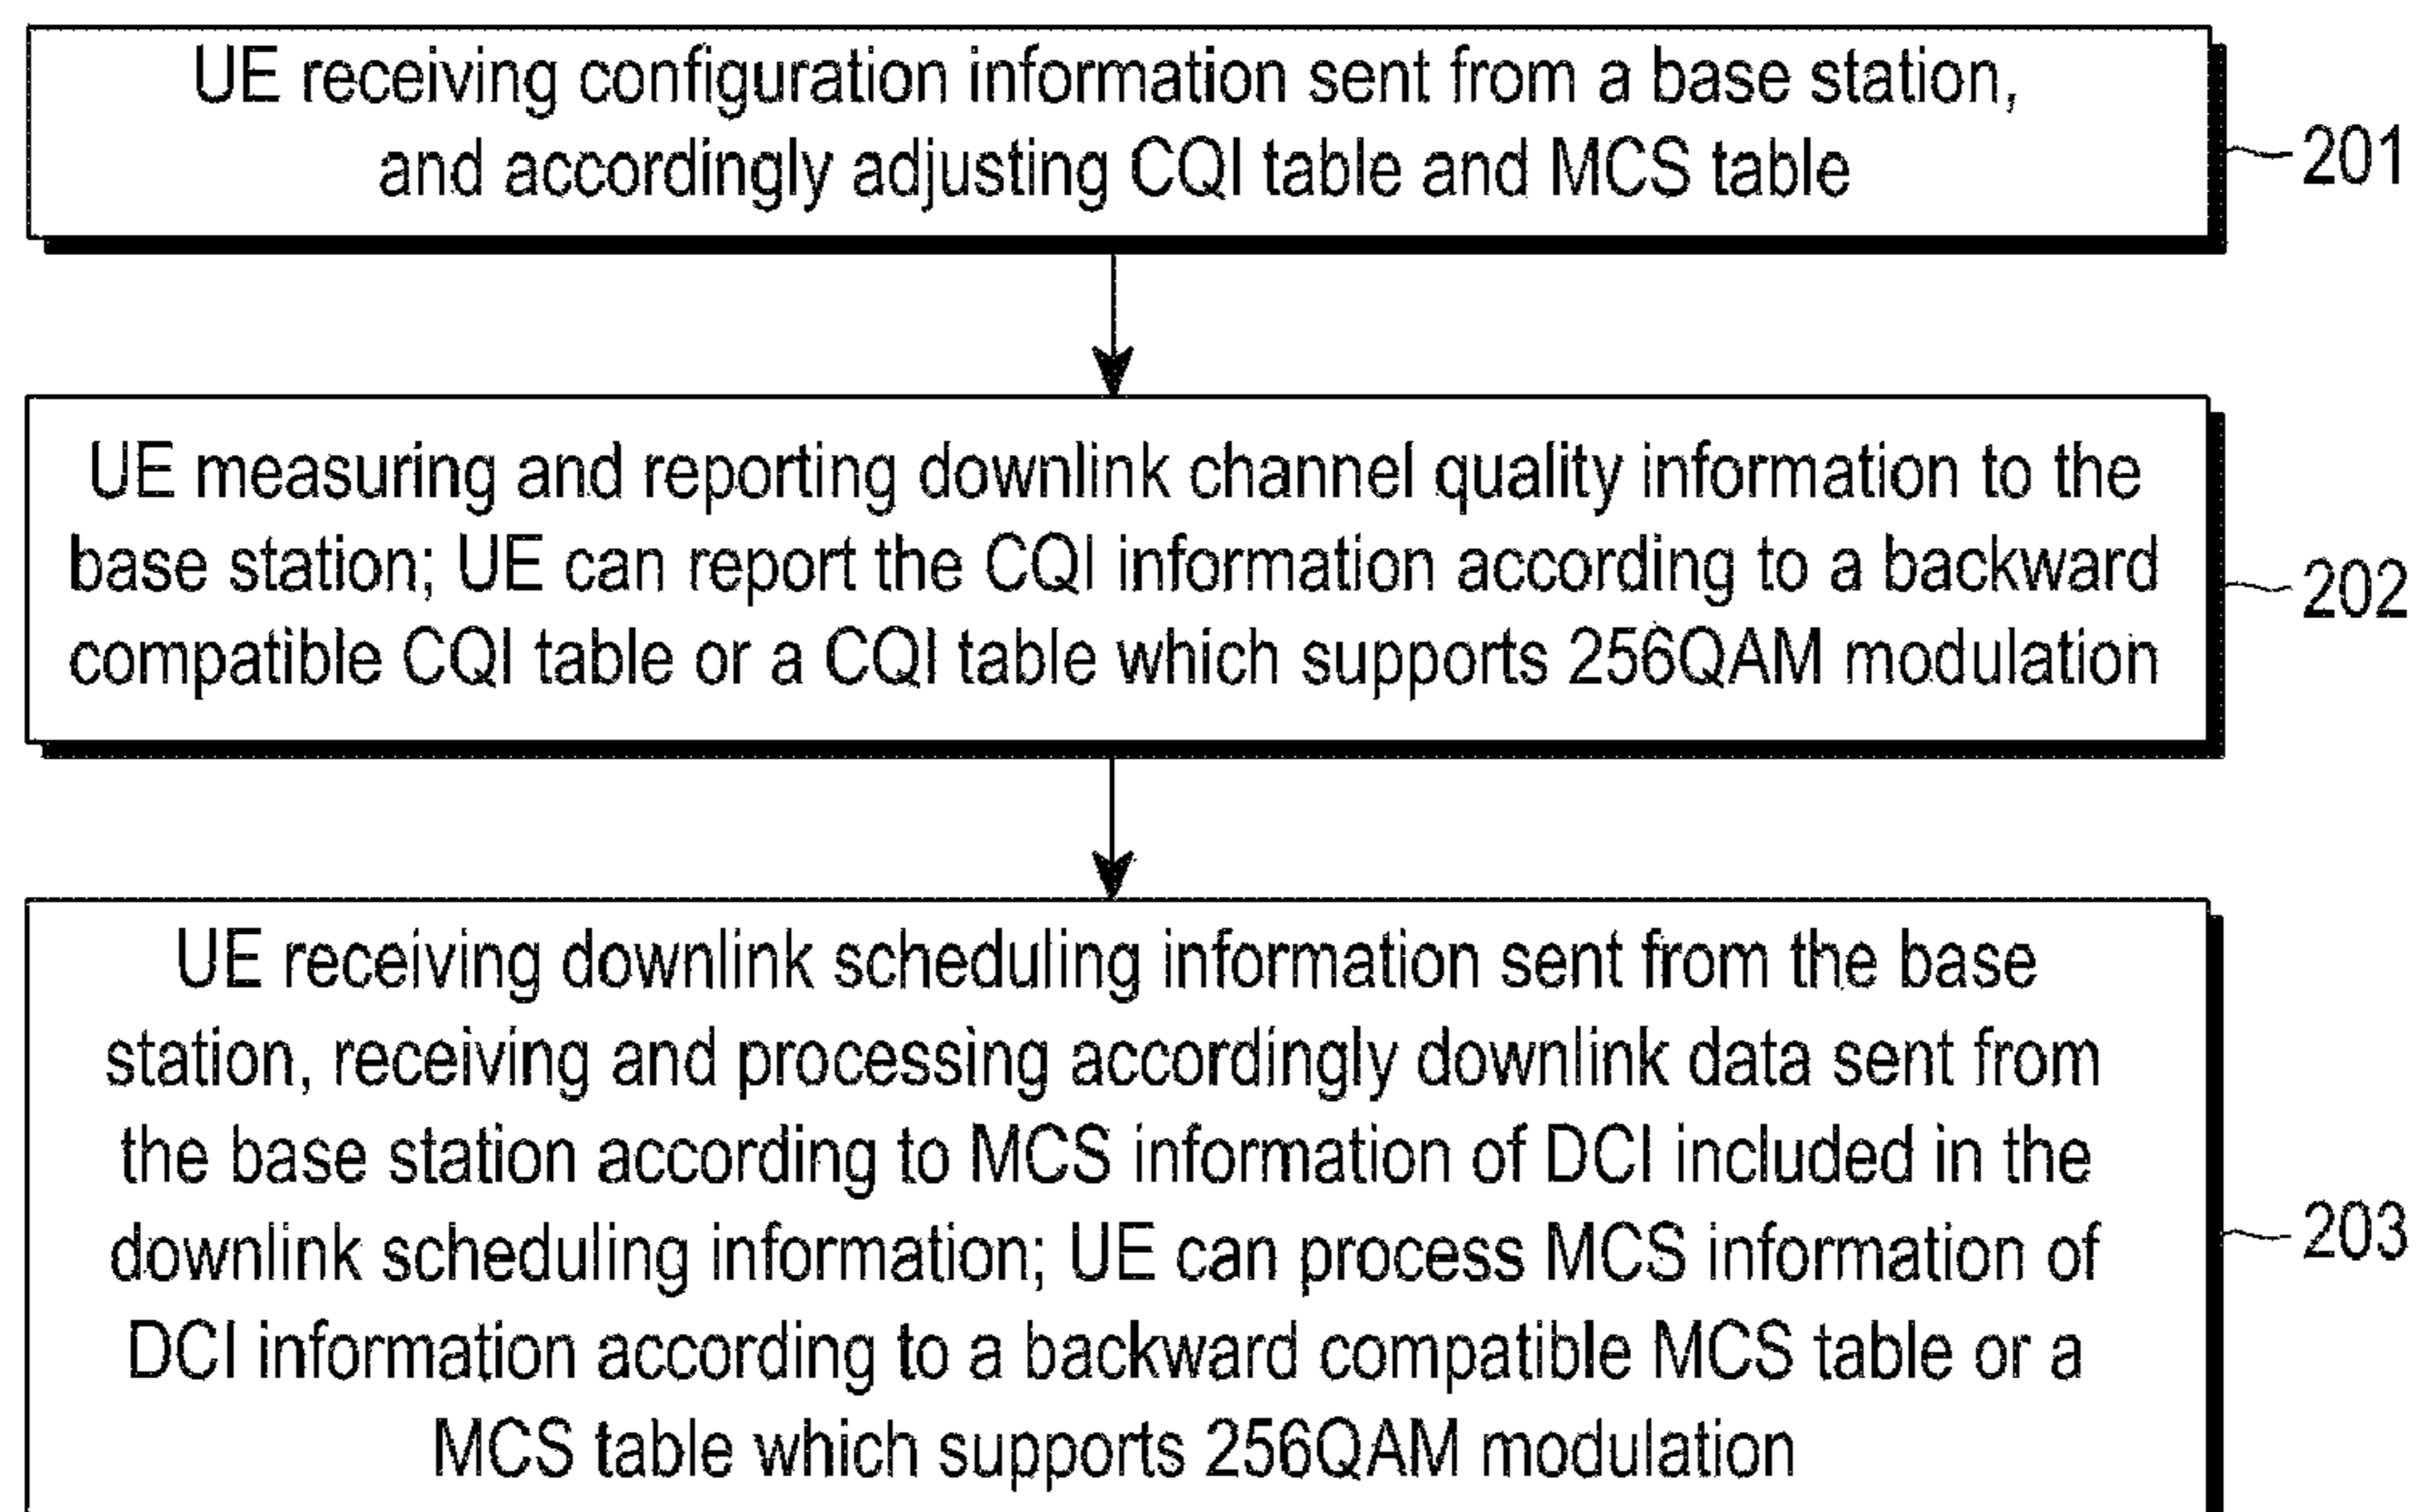 UE receiving configuration information sent from a base station,
and accordingly adjusting CQI table and MCS table
201
UE measuring and reporting downlink channel quality information to the
base station; UE can report the CQI information according to a backward
compatible CQI table or a CQI table which supports 256QAM modulation
202
UE receiving downlink scheduling information sent from the base
station, receiving and processing accordingly downlink data sent from
the base station according to MCS information of DCI included in the
downlink scheduling information; UE can process MCS information of
DCI information according to a backward compatible MCS table or a
MCS table which supports 256QAM modulation
203